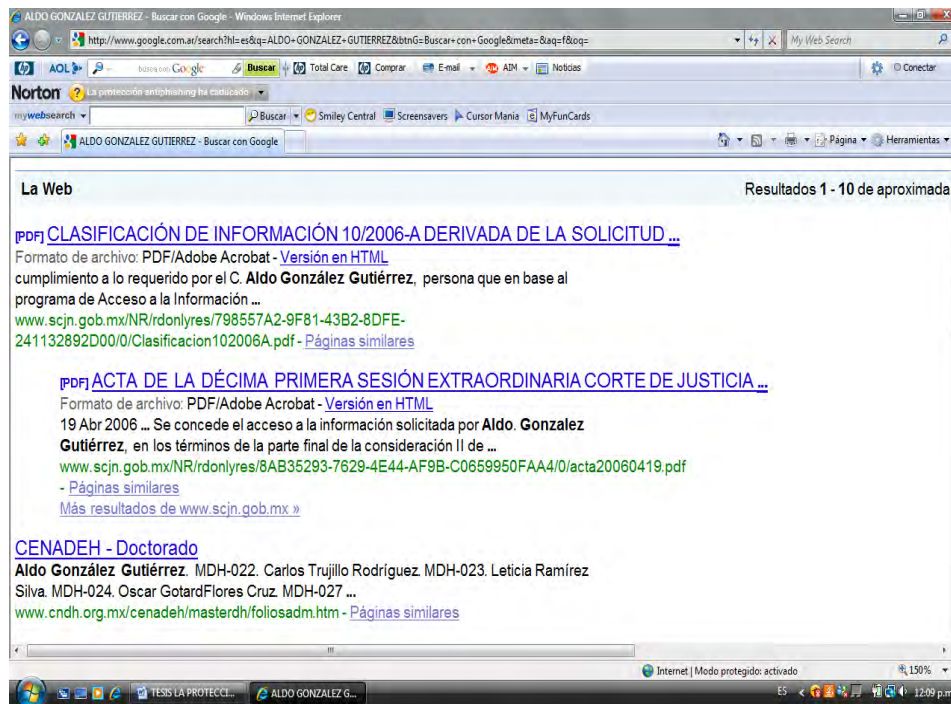 ALDO GONZALEZ GUTIERREZ - Buscar con Google - Windows Internet Explorer
http://www.google.com.ar/search?hl=es&q=ALDO+GONZALEZ+GUTIERREZ&btnG=Buscar+con+Google&meta=&aq=f&oq=
My Web Search
AOL busca con Google Buscar Total Care Comprar E-mail AIM Noticias Conectar
Norton La protección antiphishing ha caducado
mywebsearch Buscar Smiley Central Screensavers Cursor Mania MyFunCards
ALDO GONZALEZ GUTIERREZ - Buscar con Google Página Herramientas
La Web Resultados 1 - 10 de aproximada
[PDF] CLASIFICACIÓN DE INFORMACIÓN 10/2006-A DERIVADA DE LA SOLICITUD ...
Formato de archivo: PDF/Adobe Acrobat - Versión en HTML
cumplimiento a lo requerido por el C. Aldo González Gutiérrez, persona que en base al
programa de Acceso a la Información ...
www.scjn.gob.mx/NR/rdonlyres/798557A2-9F81-43B2-8DFE-
241132892D00/0/Clasificacion102006A.pdf - Páginas similares
[PDF] ACTA DE LA DÉCIMA PRIMERA SESIÓN EXTRAORDINARIA CORTE DE JUSTICIA ...
Formato de archivo: PDF/Adobe Acrobat - Versión en HTML
19 Abr 2006 ... Se concede el acceso a la información solicitada por Aldo. Gonzalez
Gutiérrez, en los términos de la parte final de la consideración II de ...
www.scjn.gob.mx/NR/rdonlyres/8AB35293-7629-4E44-AF9B-C0659950FAA4/0/acta20060419.pdf
- Páginas similares
Más resultados de www.scjn.gob.mx »
CENADEH - Doctorado
Aldo González Gutiérrez. MDH-022. Carlos Trujillo Rodríguez. MDH-023. Leticia Ramírez
Silva. MDH-024. Oscar GotardFlores Cruz. MDH-027 ...
www.cndh.org.mx/cenadeh/masterdh/foliosadm.htm - Páginas similares
Internet | Modo protegido: activado 150%
TESIS LA PROTECCI... ALDO GONZALEZ G... ES 12:09 p.m.